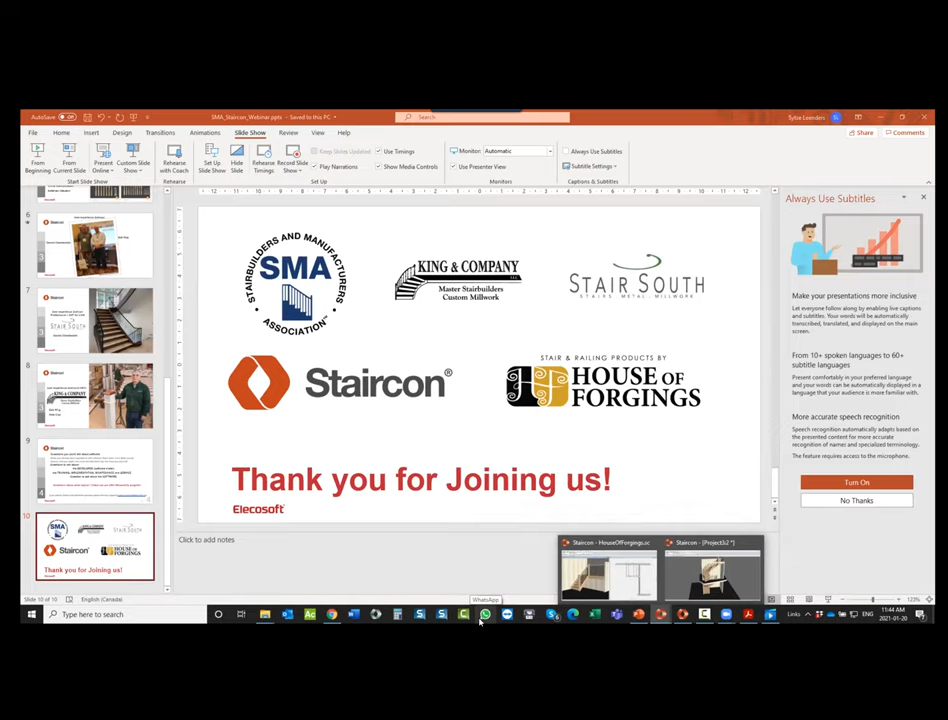 AutoSave Off
SMA_Staircon_Webinar.pptx - Saved to this PC
Search
Sylvie Leenders
SL
File Home Insert Design Transitions Animations Slide Show Review View Help
Share Comments
From Beginning
From Current Slide
Present Online
Custom Slide Show
Start Slide Show
Rehearse with Coach
Rehearse
Set Up Slide Show
Hide Slide
Rehearse Timings
Record Slide Show
Keep Slides Updated
Use Timings
Play Narrations
Show Media Controls
Set Up
Monitor: Automatic
Use Presenter View
Monitors
Always Use Subtitles
Subtitle Settings
Captions & Subtitles
6
7
8
9
10
STAIRBUILDERS AND MANUFACTURERS ASSOCIATION
SMA
KING & COMPANY
LLC
Master Stairbuilders
Custom Millwork
STAIR SOUTH
STAIRS METAL MILLWORK
Staircon®
STAIR & RAILING PRODUCTS BY
HOUSE OF
FORGINGS
Thank you for Joining us!
Elecosoft
Click to add notes
Always Use Subtitles
Make your presentations more inclusive
Let everyone follow along by enabling live captions
and subtitles. Your words will be automatically
transcribed, translated, and displayed on the main
screen.
From 10+ spoken languages to 60+
subtitle languages
Present comfortably in your preferred language
and your words can be automatically displayed in a
language that your audience is more familiar with.
More accurate speech recognition
Speech recognition automatically adapts based on
the presented content for more accurate
recognition of names and specialized terminology.
The feature requires access to the microphone.
Turn On
No Thanks
Staircon - HouseOfForgings.sc
Staircon - [Project3:2 *]
WhatsApp
Slide 10 of 10
English (Canada)
123%
Type here to search
Links
11:44 AM
2021-01-20